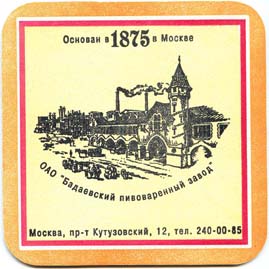 Основан в 1875 в Москве
ОАО "Бадаевский пивоваренный завод"
Москва, пр-т Кутузовский, 12, тел. 240-00-85